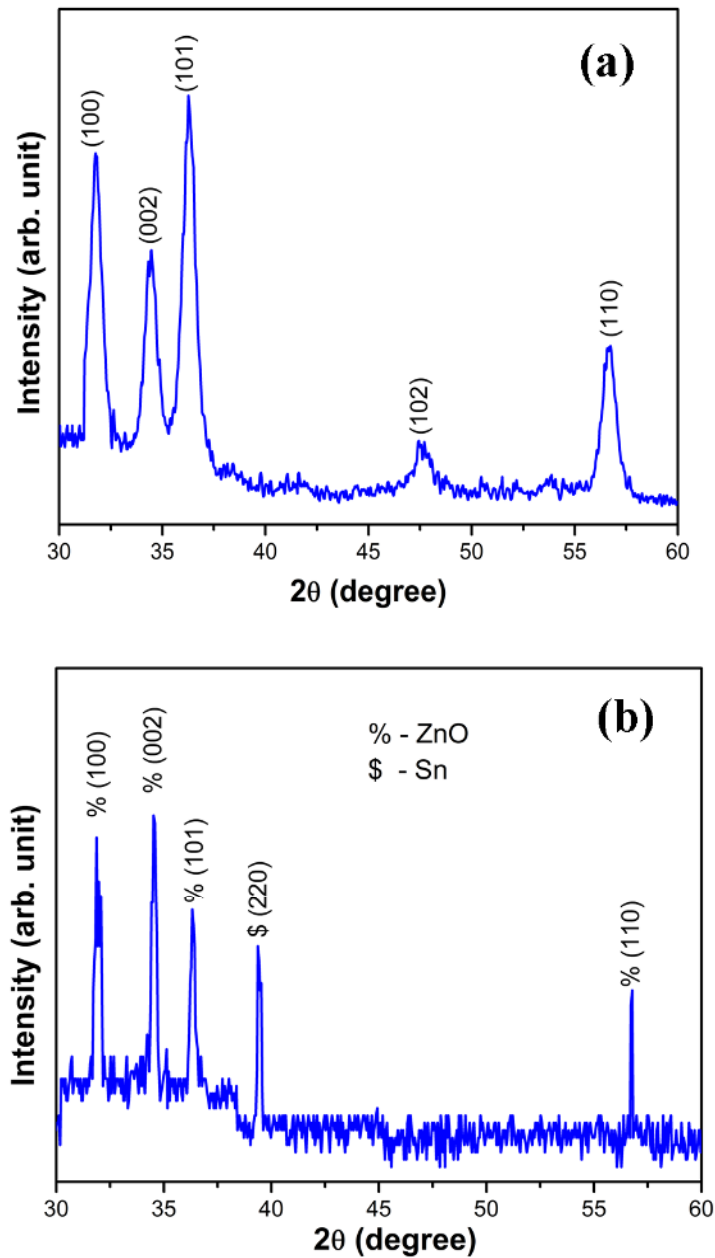 (a)
(101)
(100)
(002)
(110)
(102)
Intensity (arb. unit)
30 35 40 45 50 55 60
2θ (degree)
(b)
% - ZnO
$ - Sn
% (002)
% (100)
% (101)
$ (220)
% (110)
Intensity (arb. unit)
30 35 40 45 50 55 60
2θ (degree)